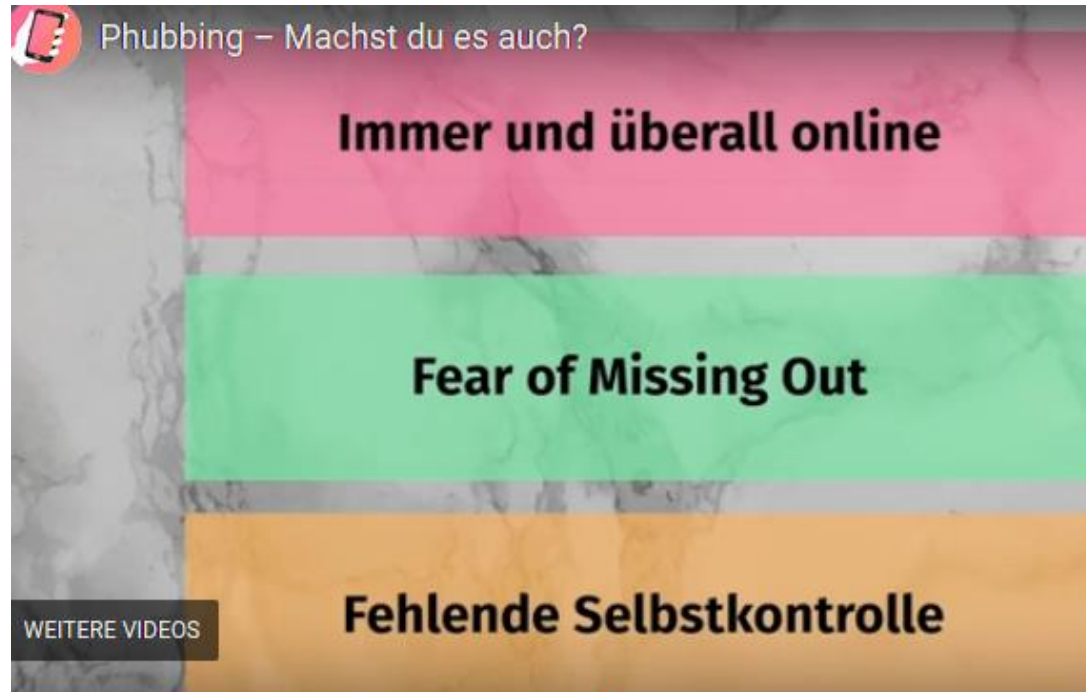 Phubbing – Machst du es auch?
Immer und überall online
Fear of Missing Out
Fehlende Selbstkontrolle
WEITERE VIDEOS